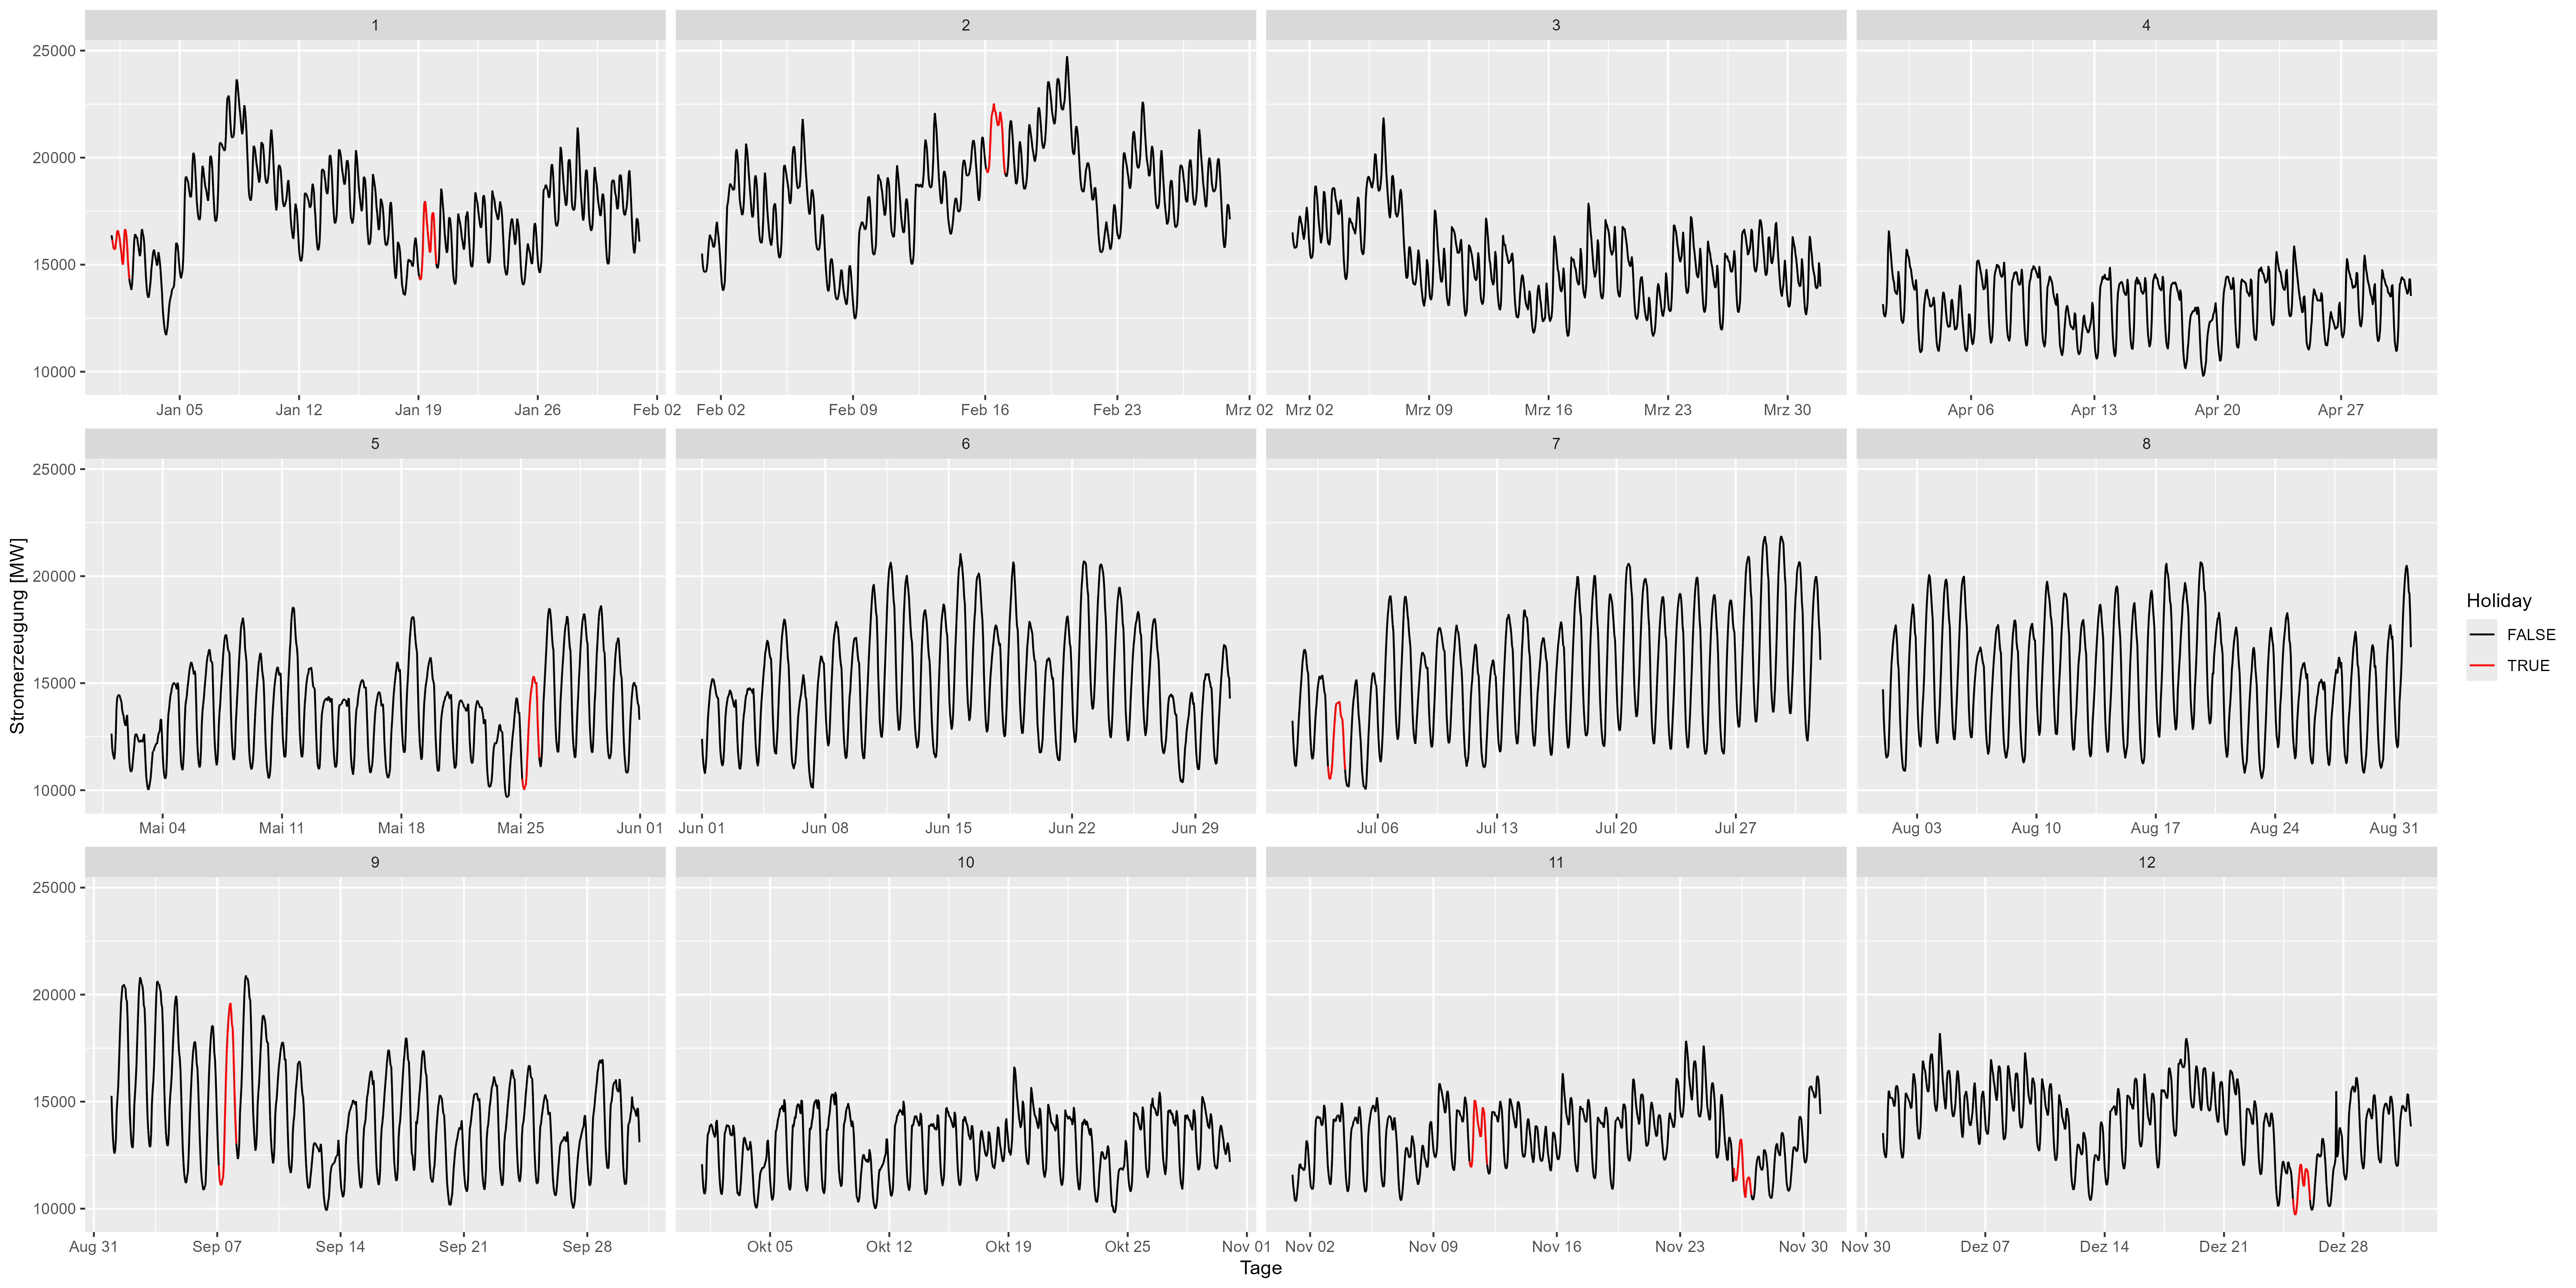 1 2 3 4
25000
20000
15000
10000
Jan 05 Jan 12 Jan 19 Jan 26 Feb 02 Feb 02 Feb 09 Feb 16 Feb 23 Mrz 02 Mrz 02 Mrz 09 Mrz 16 Mrz 23 Mrz 30 Apr 06 Apr 13 Apr 20 Apr 27
5 6 7 8
25000
20000
15000
10000
Mai 04 Mai 11 Mai 18 Mai 25 Jun 01 Jun 01 Jun 08 Jun 15 Jun 22 Jun 29 Jul 06 Jul 13 Jul 20 Jul 27 Aug 03 Aug 10 Aug 17 Aug 24 Aug 31
9 10 11 12
25000
20000
15000
10000
Aug 31 Sep 07 Sep 14 Sep 21 Sep 28 Okt 05 Okt 12 Okt 19 Okt 25 Nov 01 Nov 02 Nov 09 Nov 16 Nov 23 Nov 30 Nov 30 Dez 07 Dez 14 Dez 21 Dez 28
Tage
Stromerzeugung [MW]
Holiday
FALSE
TRUE